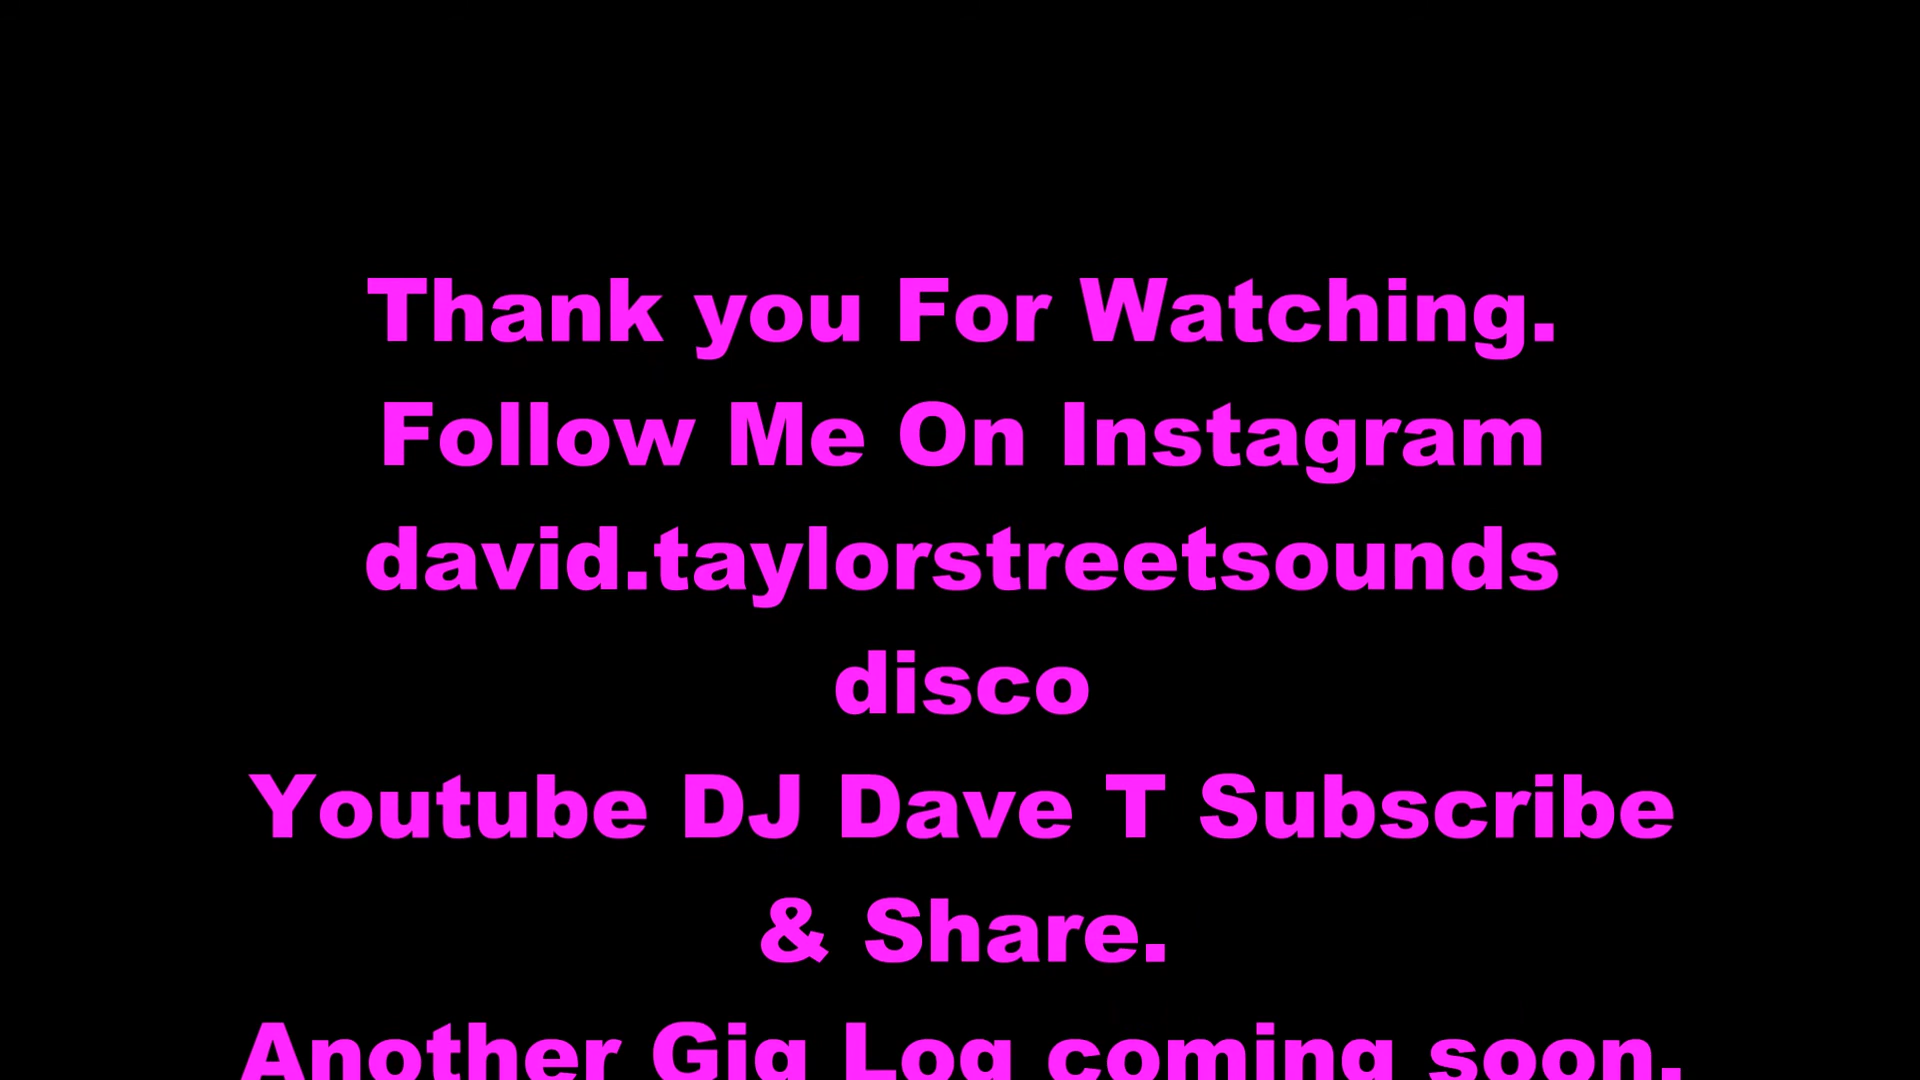 Thank you For Watching.
Follow Me On Instagram
david.taylorstreetsounds
disco
Youtube DJ Dave T Subscribe
& Share.
Another Gig Log coming soon.